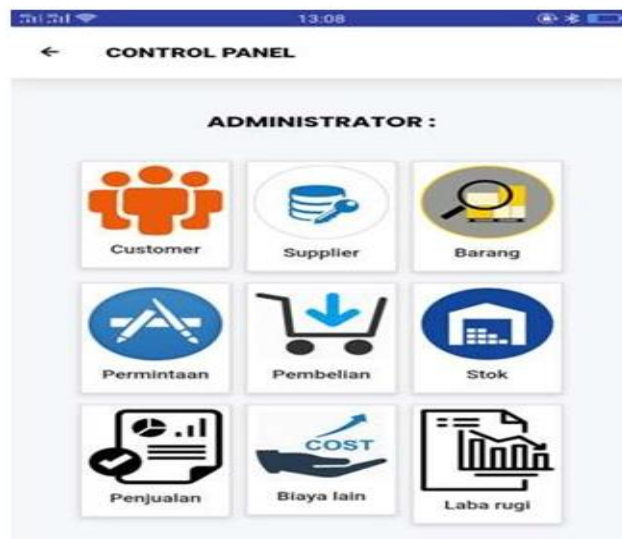 13:08
CONTROL PANEL
ADMINISTRATOR :
Customer
Supplier
Barang
Permintaan
Pembelian
Stok
Penjualan
COST
Biaya lain
Laba rugi